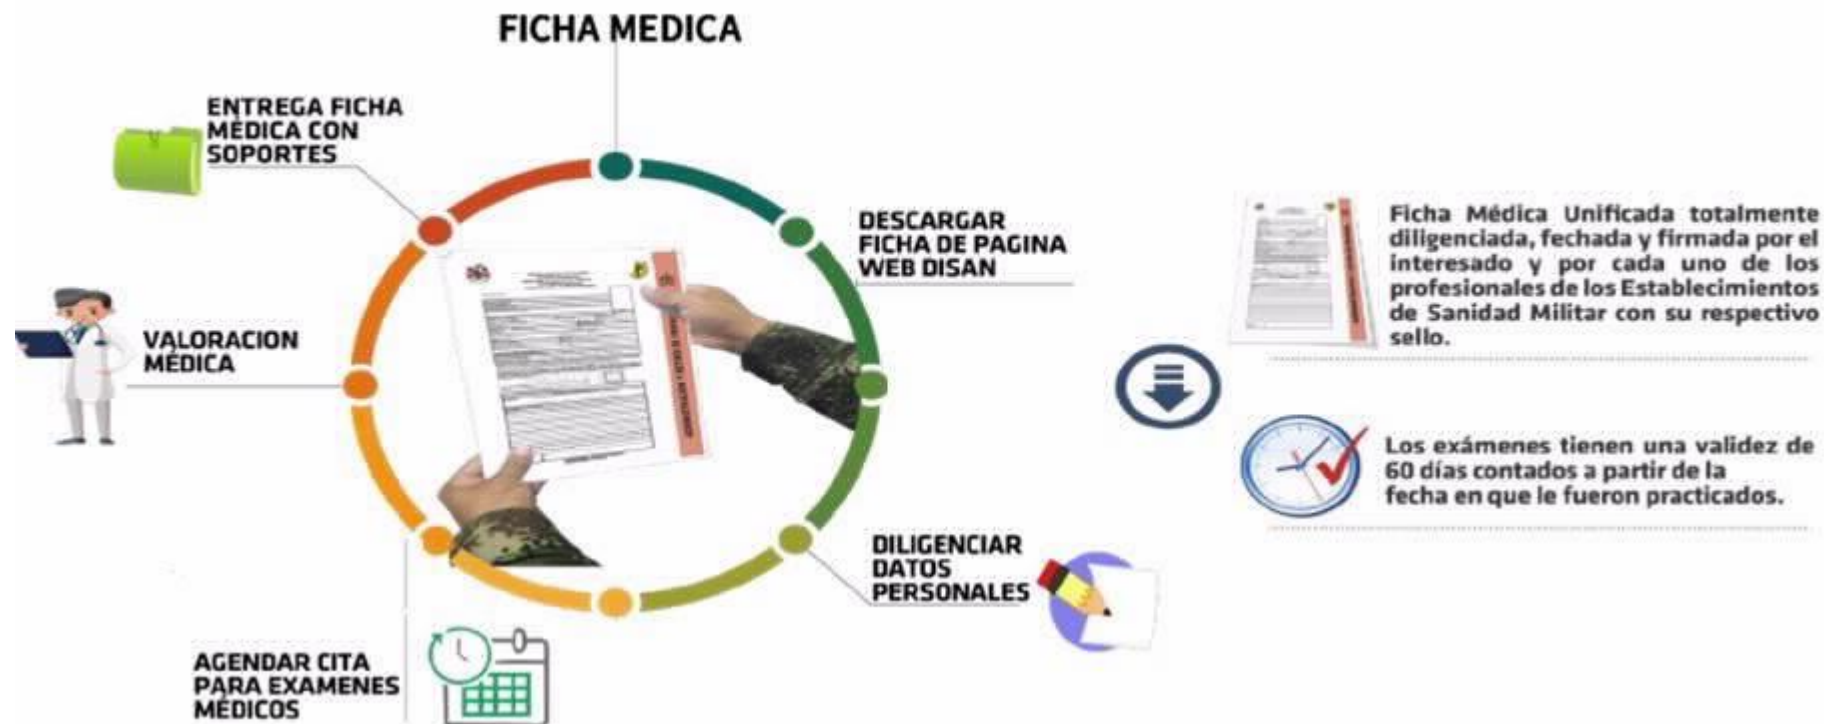 FICHA MEDICA
ENTREGA FICHA
MÉDICA CON
SOPORTES
DESCARGAR
FICHA DE PAGINA
WEB DISAN
VALORACION
MÉDICA
DILIGENCIAR
DATOS
PERSONALES
AGENDAR CITA
PARA EXAMENES
MÉDICOS
Ficha Médica Unificada totalmente
diligenciada, fechada y firmada por el
interesado y por cada uno de los
profesionales de los Establecimientos
de Sanidad Militar con su respectivo
sello.
Los exámenes tienen una validez de
60 días contados a partir de la
fecha en que le fueron practicados.